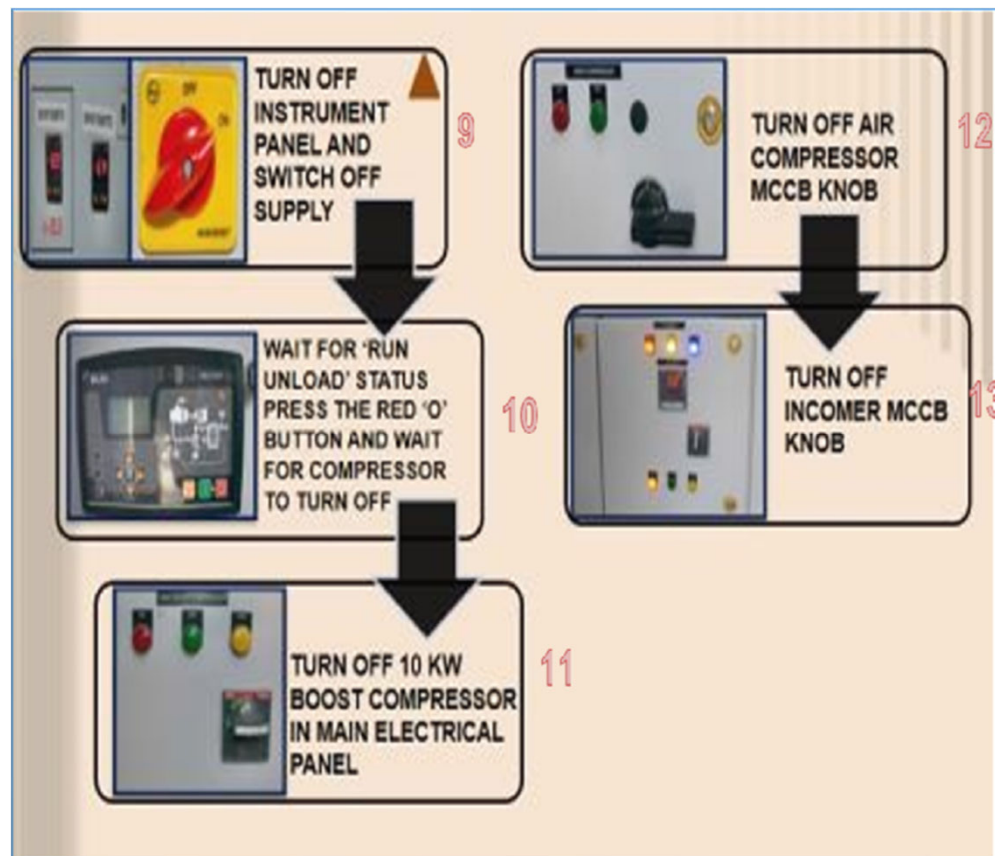 TURN OFF
INSTRUMENT
PANEL AND
SWITCH OFF
SUPPLY
9
OFF
ON
WAIT FOR ‘RUN
UNLOAD’ STATUS
PRESS THE RED ‘O’
BUTTON AND WAIT
FOR COMPRESSOR
TO TURN OFF
10
TURN OFF 10 KW
BOOST COMPRESSOR
IN MAIN ELECTRICAL
PANEL
11
TURN OFF AIR
COMPRESSOR
MCCB KNOB
12
TURN OFF
INCOMER MCCB
KNOB
13